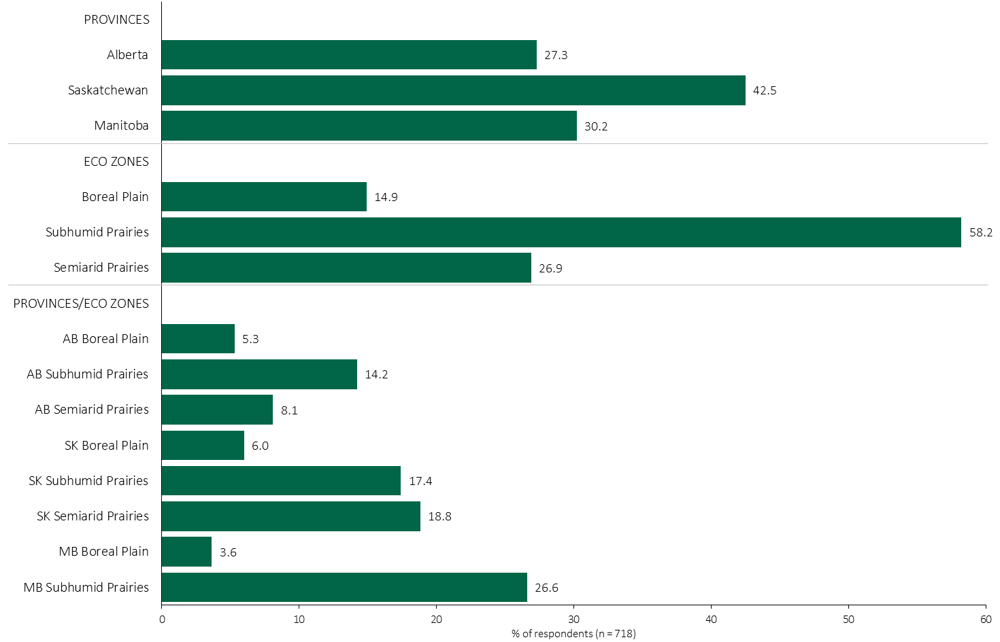 PROVINCES
Alberta 27.3
Saskatchewan 42.5
Manitoba 30.2
ECO ZONES
Boreal Plain 14.9
Subhumid Prairies 58.2
Semiarid Prairies 26.9
PROVINCES/ECO ZONES
AB Boreal Plain 5.3
AB Subhumid Prairies 14.2
AB Semiarid Prairies 8.1
SK Boreal Plain 6.0
SK Subhumid Prairies 17.4
SK Semiarid Prairies 18.8
MB Boreal Plain 3.6
MB Subhumid Prairies 26.6
0 10 20 30 40 50 60
% of respondents (n = 718)